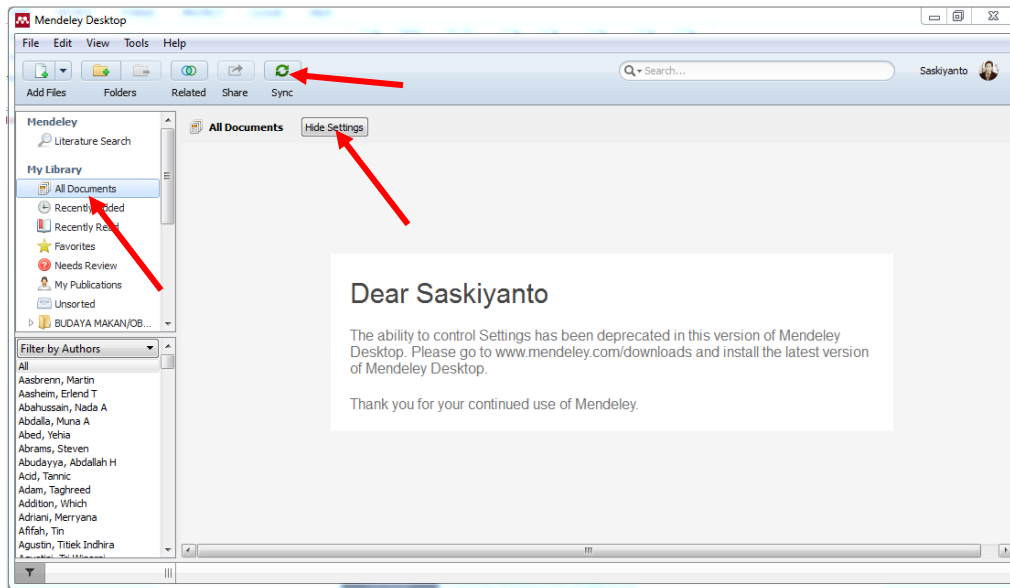 Mendeley Desktop
File Edit View Tools Help
Search...
Saskiyanto
Add Files Folders Related Share Sync
Mendeley
Literature Search
My Library
All Documents
Recently Added
Recently Read
Favorites
Needs Review
My Publications
Unsorted
BUDAYA MAKAN/OB...
Filter by Authors
All
Aasbrenn, Martin
Aasheim, Erlend T
Abahussain, Nada A
Abdalla, Muna A
Abed, Yehia
Abrams, Steven
Abudayya, Abdallah H
Acid, Tannic
Adam, Taghreed
Addition, Which
Adriani, Merryana
Afifah, Tin
Agustin, Titiek Indhira
All Documents Hide Settings
Dear Saskiyanto
The ability to control Settings has been deprecated in this version of Mendeley
Desktop. Please go to www.mendeley.com/downloads and install the latest version
of Mendeley Desktop.
Thank you for your continued use of Mendeley.